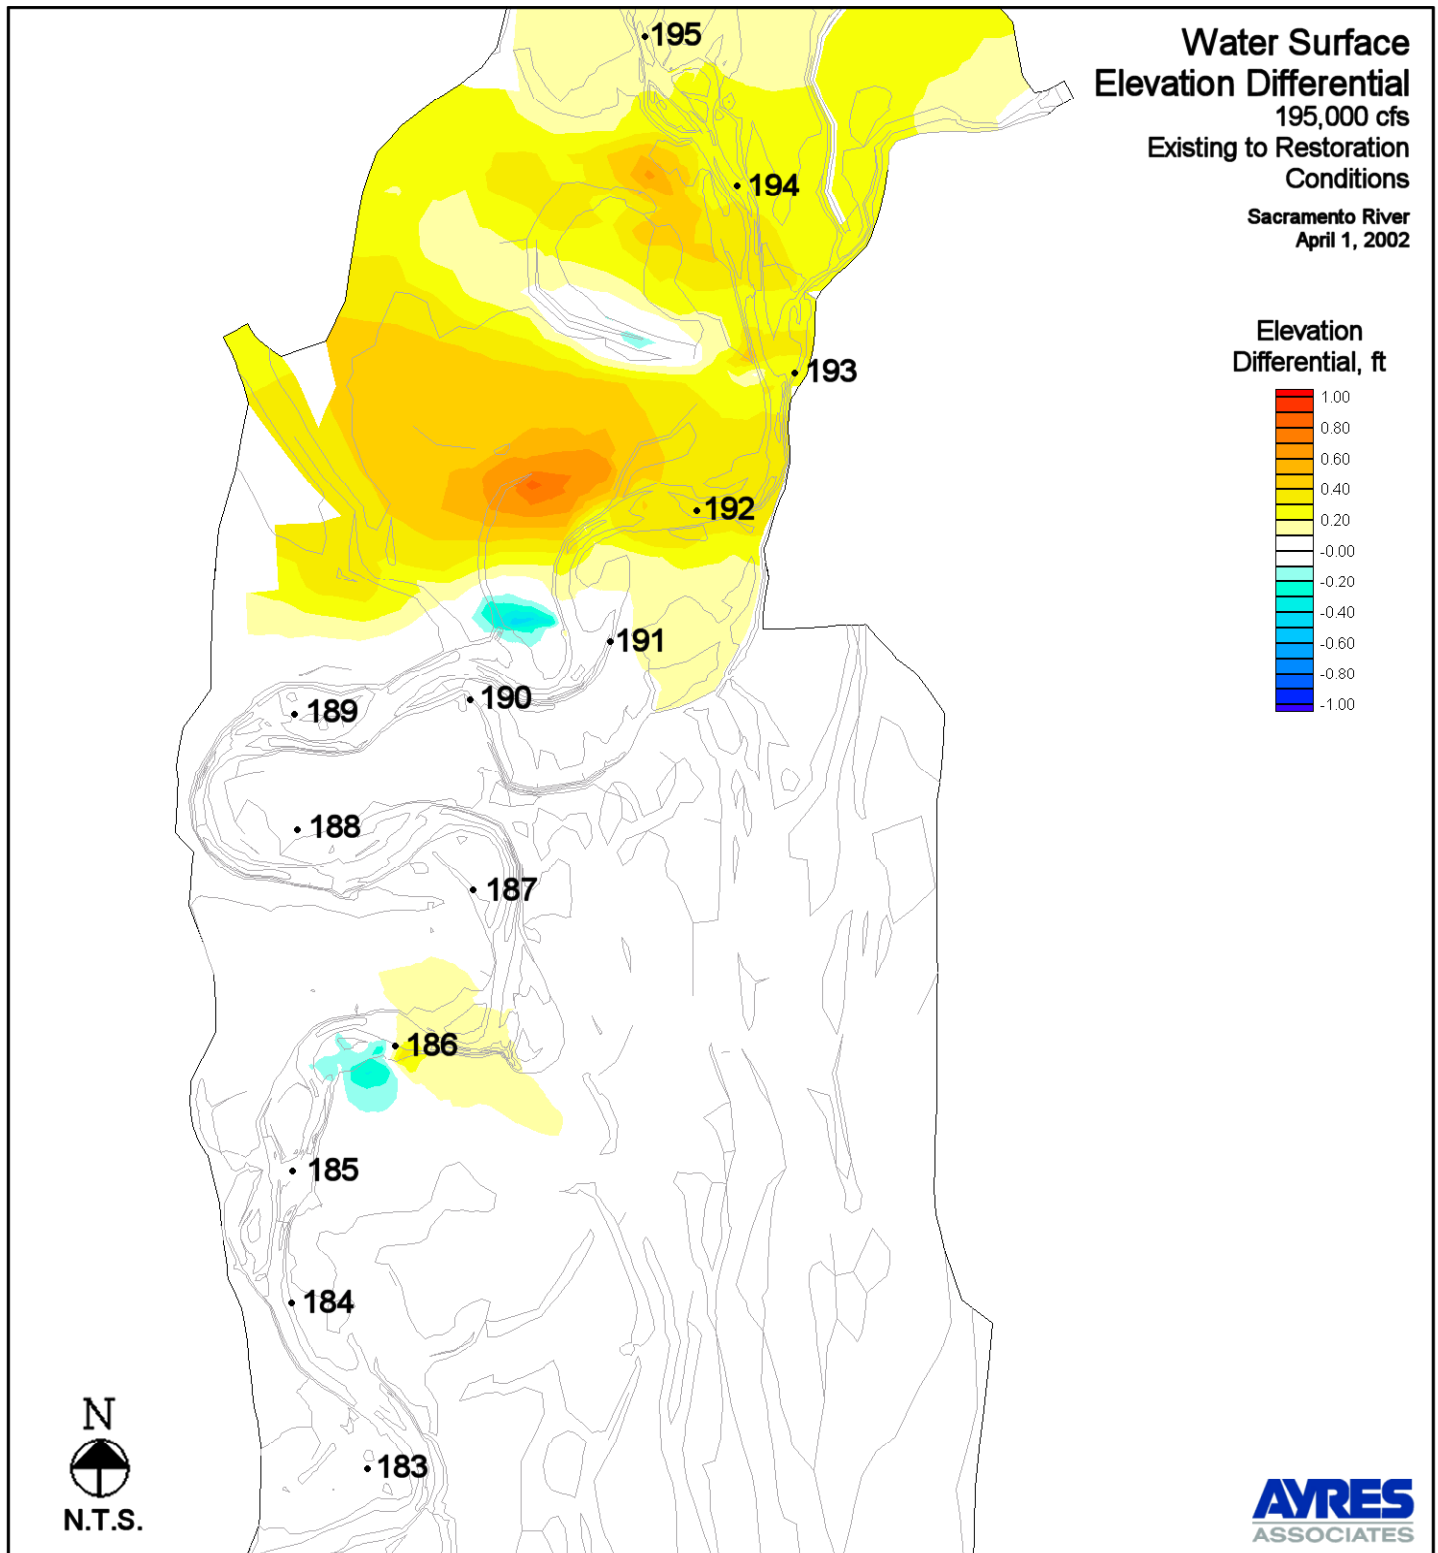 Water Surface
Elevation Differential
195,000 cfs
Existing to Restoration
Conditions
Sacramento River
April 1, 2002
Elevation
Differential, ft
1.00
0.80
0.60
0.40
0.20
-0.00
-0.20
-0.40
-0.60
-0.80
-1.00
195
194
193
192
191
190
189
188
187
186
185
184
183
N
N.T.S.
AYRES
ASSOCIATES